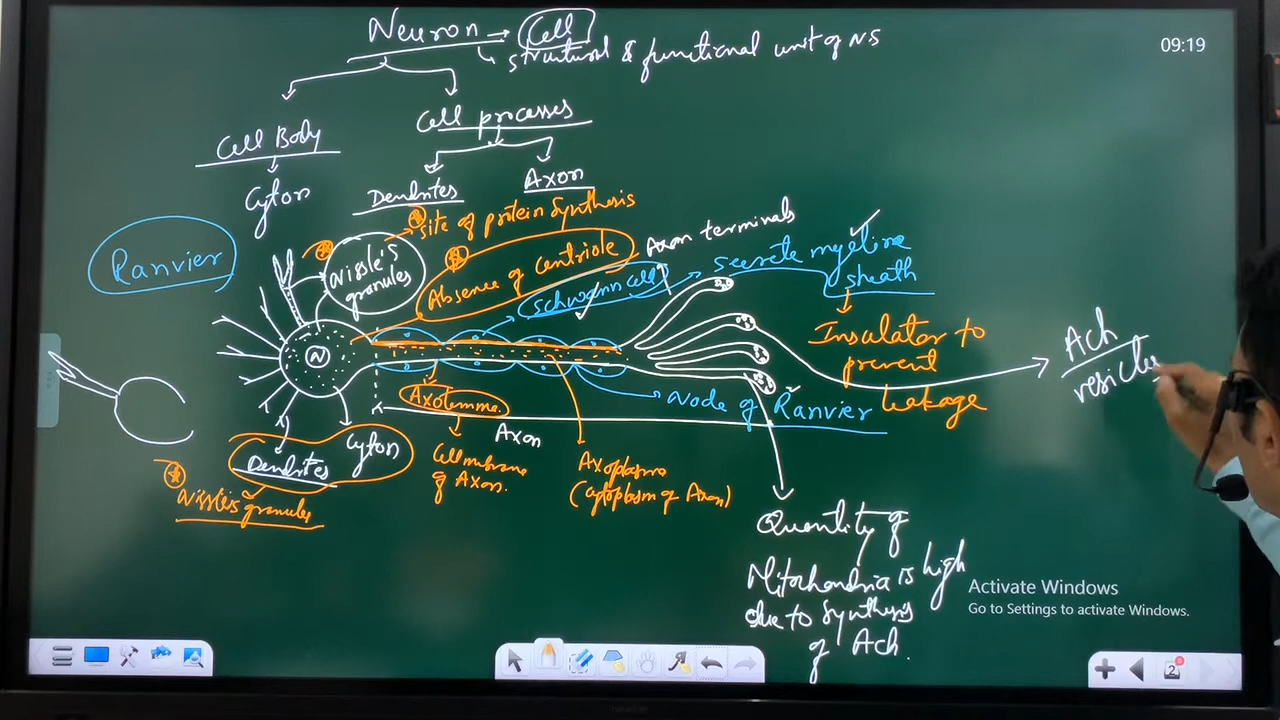 Neuron → Cell
09:19
↳ structural & functional unit of NS
Cell Body
Cell processes
Cyton
Dendrites
Axon
Site of protein synthesis
Ranvier
Nissle's
granules
Absence of centriole
Axon terminals
Schwann cell
secrete myeline
sheath
Insulator to
prevent
leakage
Ach
vesicles
N
Axolemma
Node of Ranvier
Axon
Cyton
Dendrites
Nissle's granules
Cell membrane
of Axon.
Axoplasm
(cytoplasm of Axon)
Quantity of
Mitochondria is high
due to synthesis
of Ach.
Activate Windows
Go to Settings to activate Windows.
2